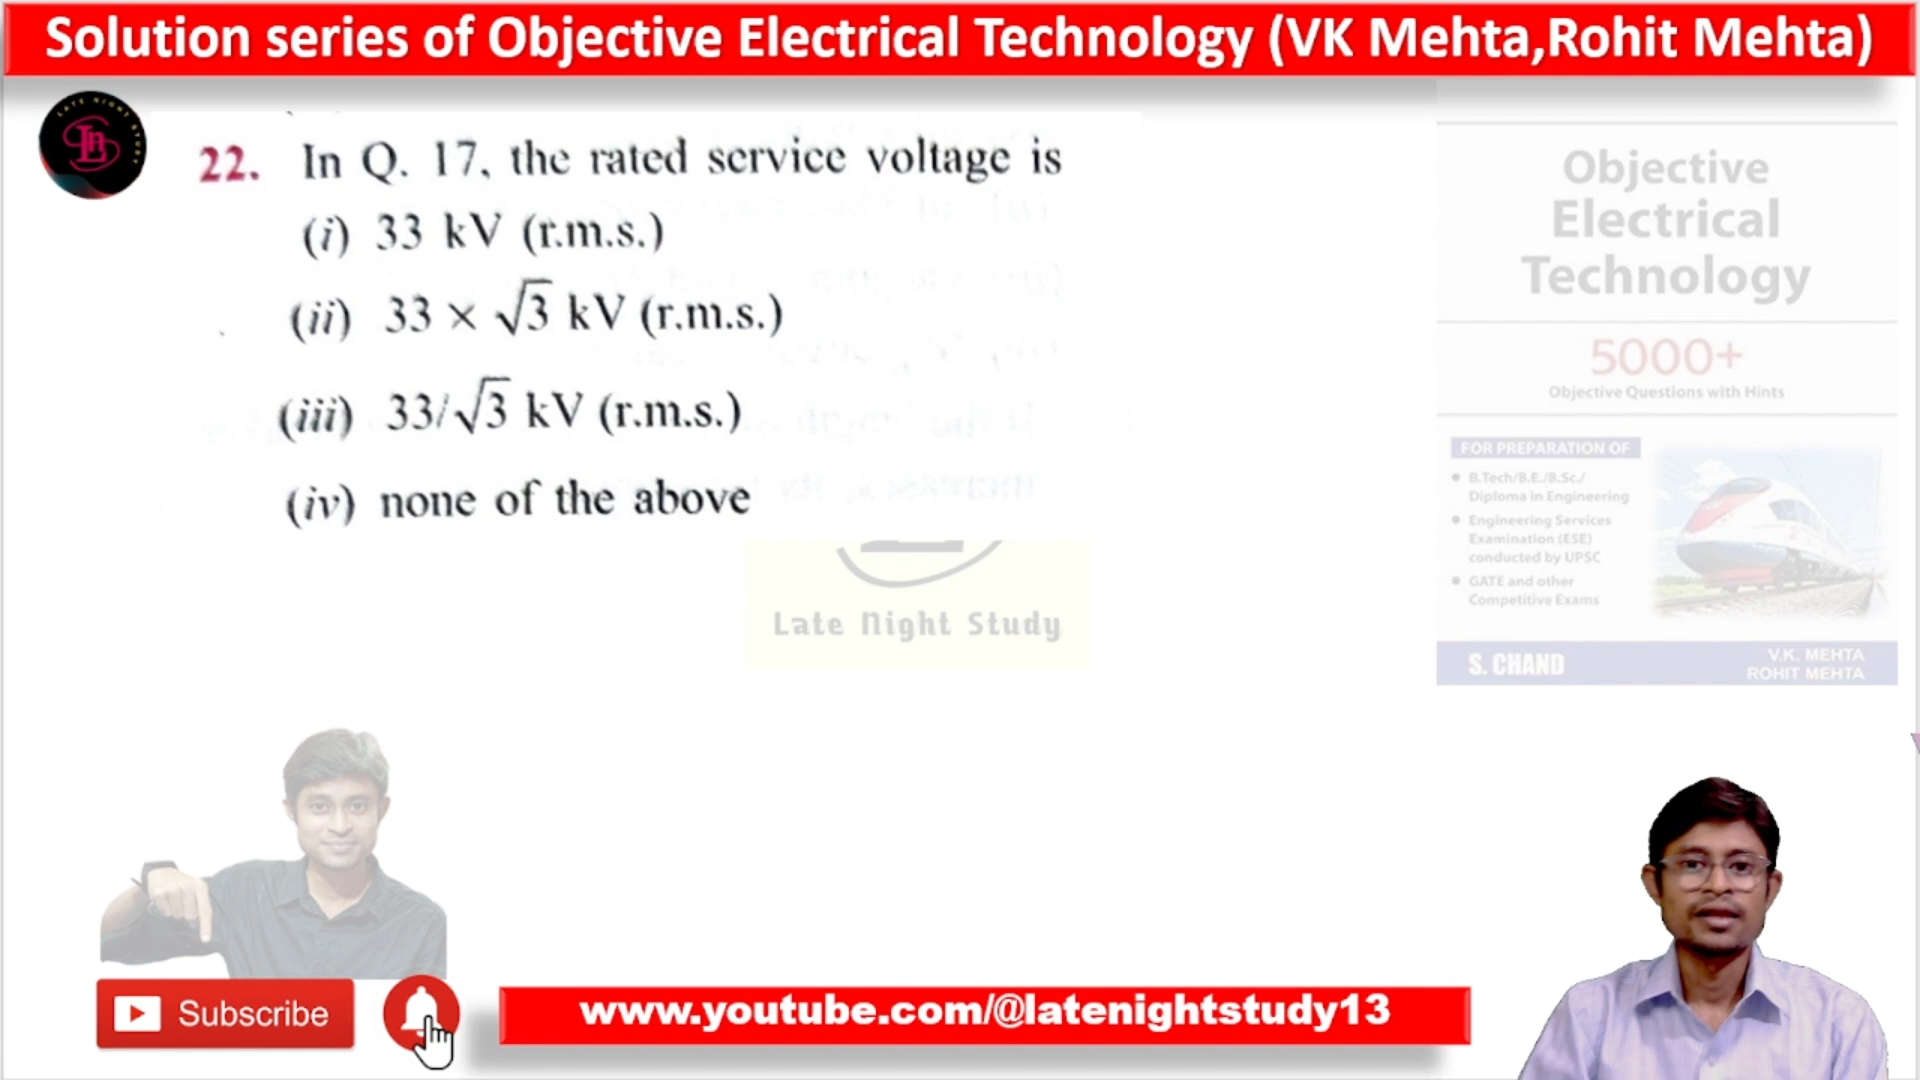 Solution series of Objective Electrical Technology (VK Mehta,Rohit Mehta)
LATE NIGHT STUDY
22. In Q. 17, the rated service voltage is
(i) 33 kV (r.m.s.)
(ii) 33 × √3 kV (r.m.s.)
(iii) 33/√3 kV (r.m.s.)
(iv) none of the above
Late Night Study
Objective
Electrical
Technology
5000+
Objective Questions with Hints
FOR PREPARATION OF
• B.Tech/B.E./B.Sc./
Diploma in Engineering
• Engineering Services
Examination (ESE)
conducted by UPSC
• GATE and other
Competitive Exams
S. CHAND
V.K. MEHTA
ROHIT MEHTA
Subscribe
www.youtube.com/@latenightstudy13